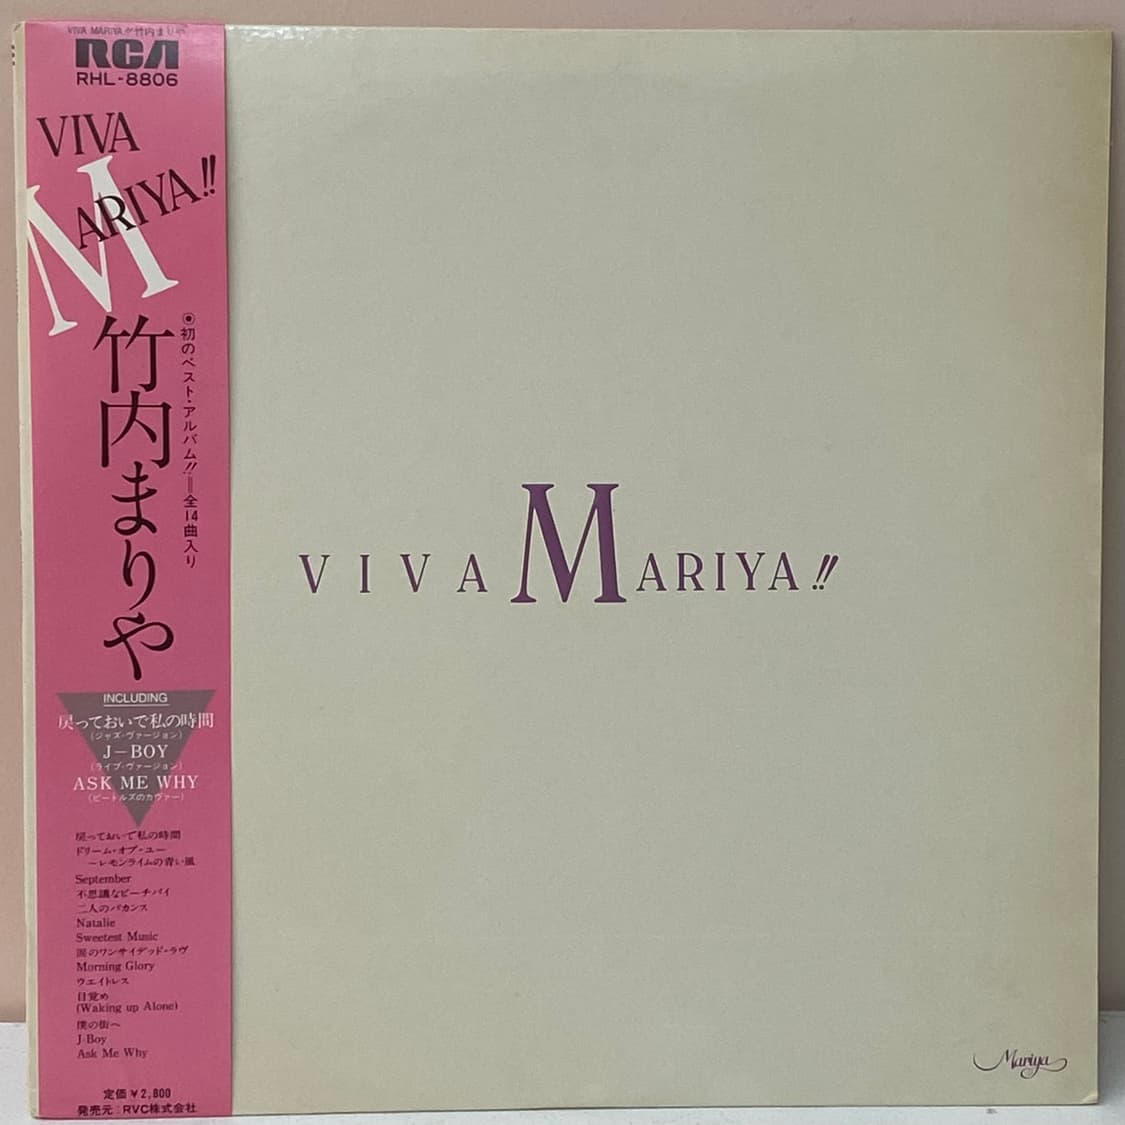 VIVA MARIYA!! 竹内まりや
RCA
RHL-8806
VIVA
MARIYA!!
竹内まりや
◉初のベスト・アルバム!!＝全14曲入り
INCLUDING
戻っておいで私の時間
(ジャズ・ヴァージョン)
J-BOY
(ライブ・ヴァージョン)
ASK ME WHY
(ビートルズのカヴァー)
戻っておいで私の時間
ドリーム・オブ・ユー
〜レモンライムの青い風
September
不思議なピーチパイ
二人のバカンス
Natalie
Sweetest Music
涙のワンサイデッド・ラヴ
Morning Glory
ウエイトレス
目覚め
(Waking up Alone)
僕の街へ
J-Boy
Ask Me Why
定価￥2,800
発売元：RVC株式会社
VIVA MARIYA!!
Mariya